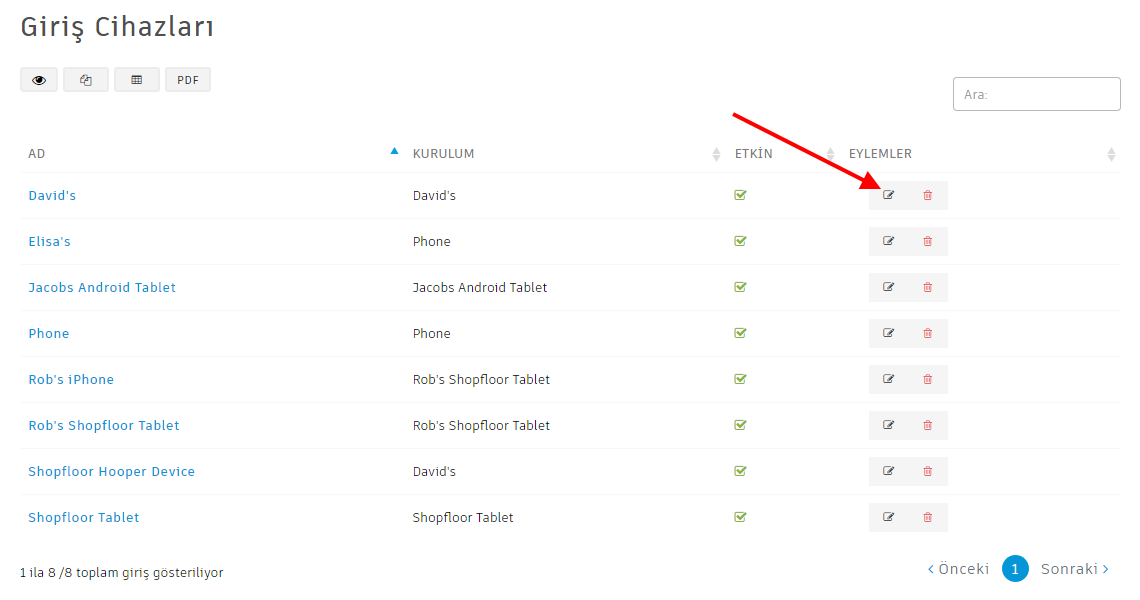 Giriş Cihazları
PDF
Ara:
AD KURULUM ETKİN EYLEMLER
David's David's
Elisa's Phone
Jacobs Android Tablet Jacobs Android Tablet
Phone Phone
Rob's iPhone Rob's Shopfloor Tablet
Rob's Shopfloor Tablet Rob's Shopfloor Tablet
Shopfloor Hooper Device David's
Shopfloor Tablet Shopfloor Tablet
1 ila 8 /8 toplam giriş gösteriliyor ‹ Önceki 1 Sonraki ›